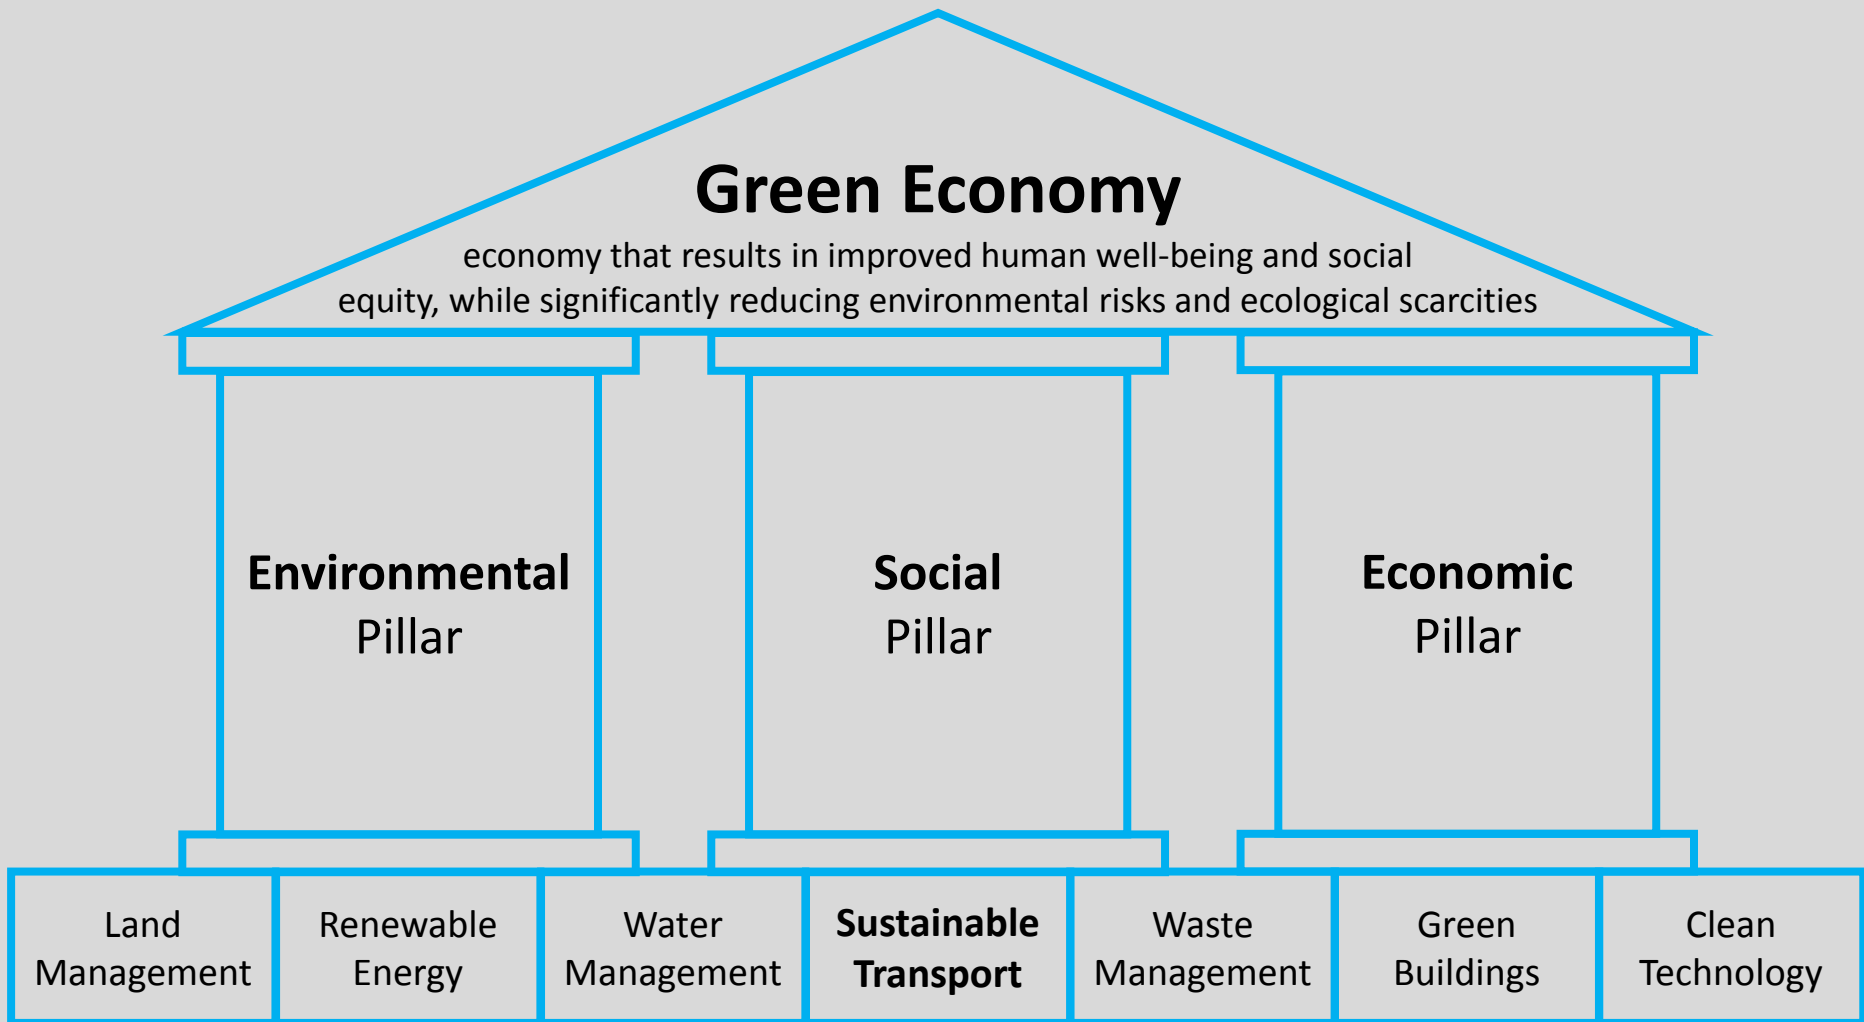 Green Economy
economy that results in improved human well-being and social
equity, while significantly reducing environmental risks and ecological scarcities
Environmental
Pillar
Social
Pillar
Economic
Pillar
Land
Management
Renewable
Energy
Water
Management
Sustainable
Transport
Waste
Management
Green
Buildings
Clean
Technology